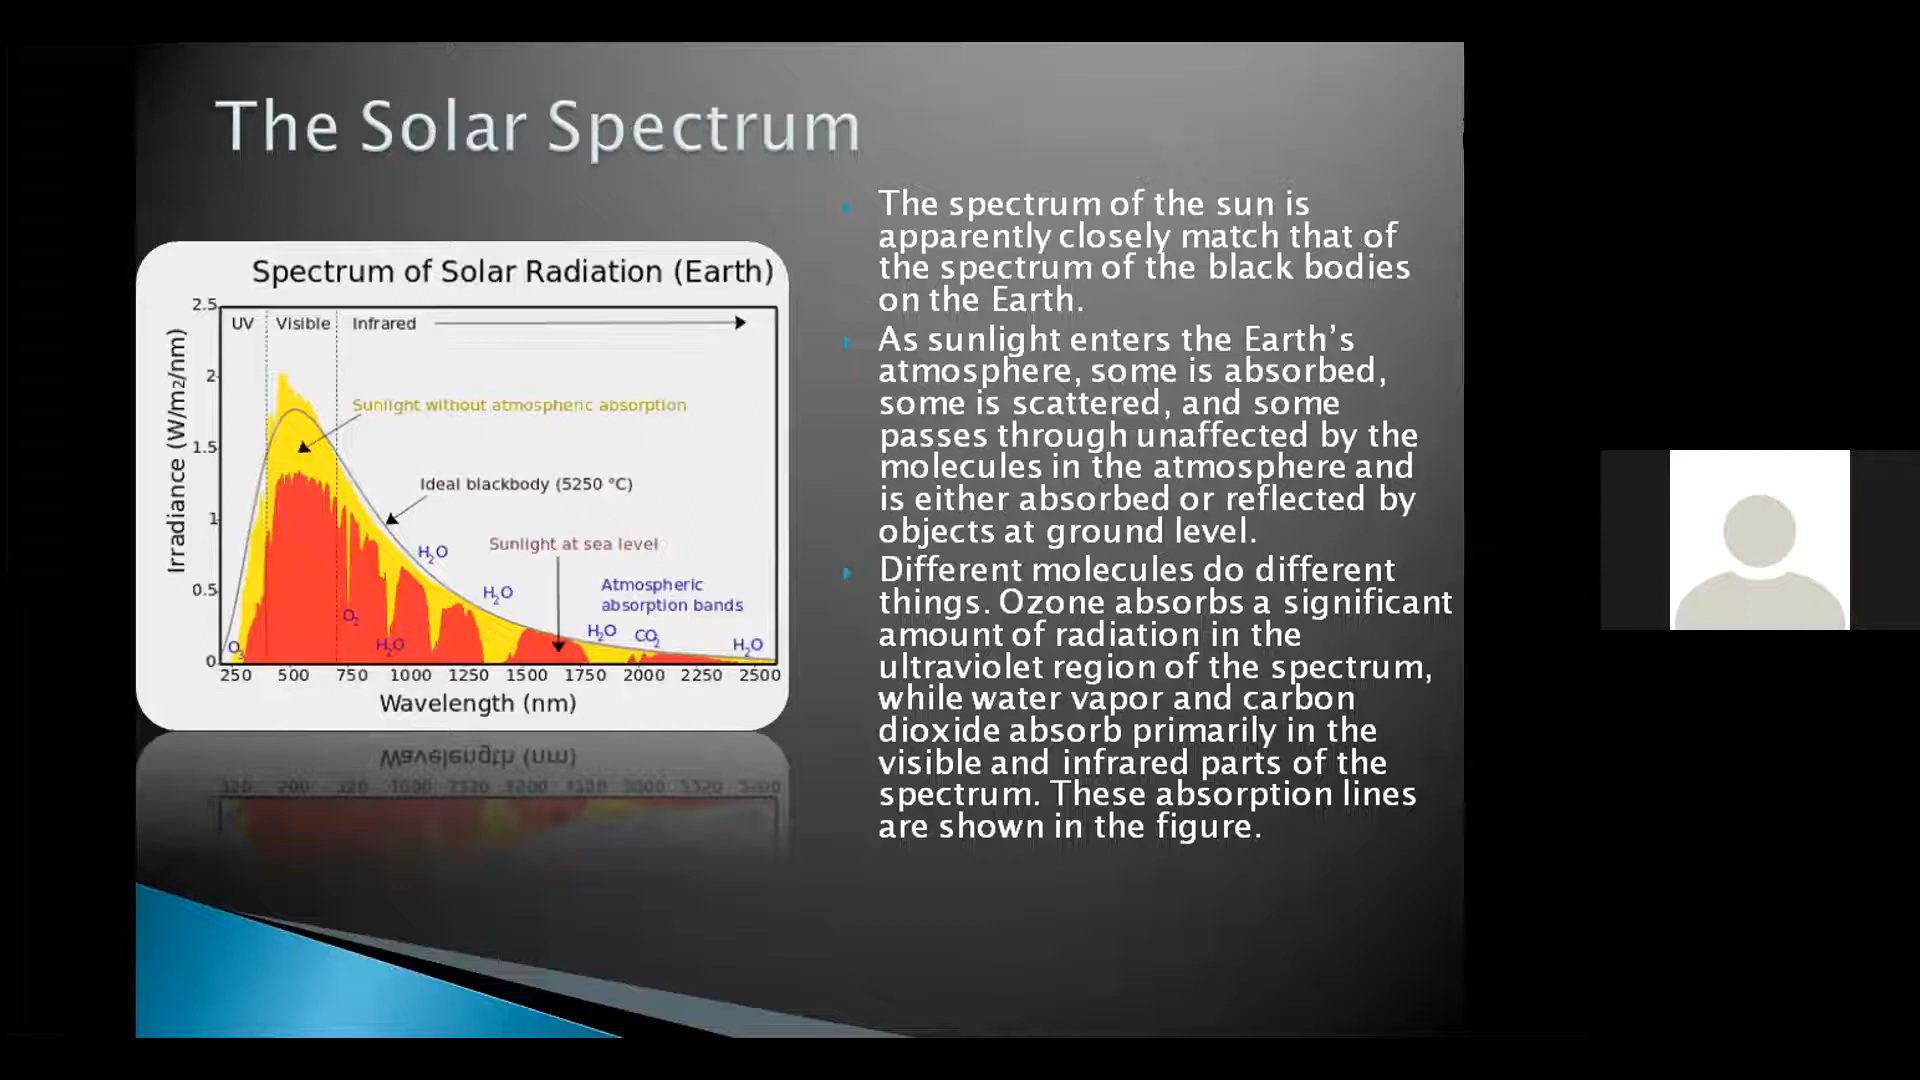 The Solar Spectrum
Spectrum of Solar Radiation (Earth)
UV Visible Infrared
2.5
2
1.5
1
0.5
0
Irradiance (W/m2/nm)
Sunlight without atmospheric absorption
Ideal blackbody (5250 °C)
H2O
Sunlight at sea level
H2O
Atmospheric
absorption bands
O2
H2O CO2
O3
H2O
H2O
250 500 750 1000 1250 1500 1750 2000 2250 2500
Wavelength (nm)
The spectrum of the sun is
apparently closely match that of
the spectrum of the black bodies
on the Earth.
As sunlight enters the Earth's
atmosphere, some is absorbed,
some is scattered, and some
passes through unaffected by the
molecules in the atmosphere and
is either absorbed or reflected by
objects at ground level.
Different molecules do different
things. Ozone absorbs a significant
amount of radiation in the
ultraviolet region of the spectrum,
while water vapor and carbon
dioxide absorb primarily in the
visible and infrared parts of the
spectrum. These absorption lines
are shown in the figure.